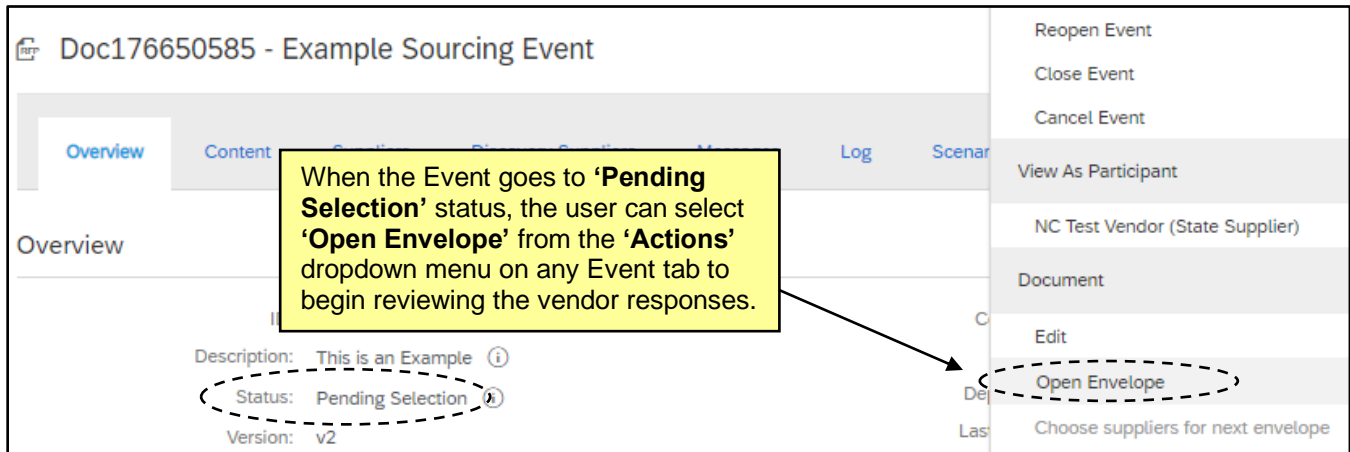 Doc176650585 - Example Sourcing Event
Overview
Content
Log
Scenar
When the Event goes to ‘Pending
Selection’ status, the user can select
‘Open Envelope’ from the ‘Actions’
dropdown menu on any Event tab to
begin reviewing the vendor responses.
Overview
Description: This is an Example
Status: Pending Selection
Version: v2
Reopen Event
Close Event
Cancel Event
View As Participant
NC Test Vendor (State Supplier)
Document
Edit
Open Envelope
Choose suppliers for next envelope